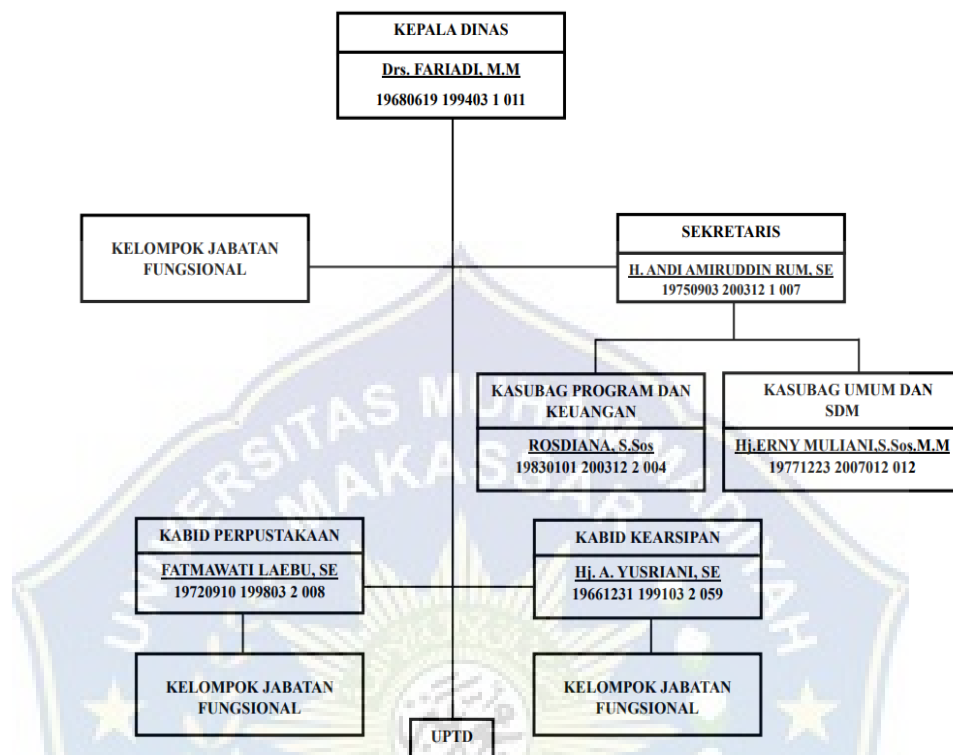 KEPALA DINAS
Drs. FARIADI, M.M
19680619 199403 1 011
KELOMPOK JABATAN
FUNGSIONAL
SEKRETARIS
H. ANDI AMIRUDDIN RUM, SE
19750903 200312 1 007
KASUBAG PROGRAM DAN
KEUANGAN
ROSDIANA, S.Sos
19830101 200312 2 004
KASUBAG UMUM DAN
SDM
Hj.ERNY MULIANI,S.Sos,M.M
19771223 2007012 012
UNIVERSITAS MUHAMMADIYAH
MAKASSAR
KABID PERPUSTAKAAN
FATMAWATI LAEBU, SE
19720910 199803 2 008
KABID KEARSIPAN
Hj. A. YUSRIANI, SE
19661231 199103 2 059
KELOMPOK JABATAN
FUNGSIONAL
KELOMPOK JABATAN
FUNGSIONAL
UPTD